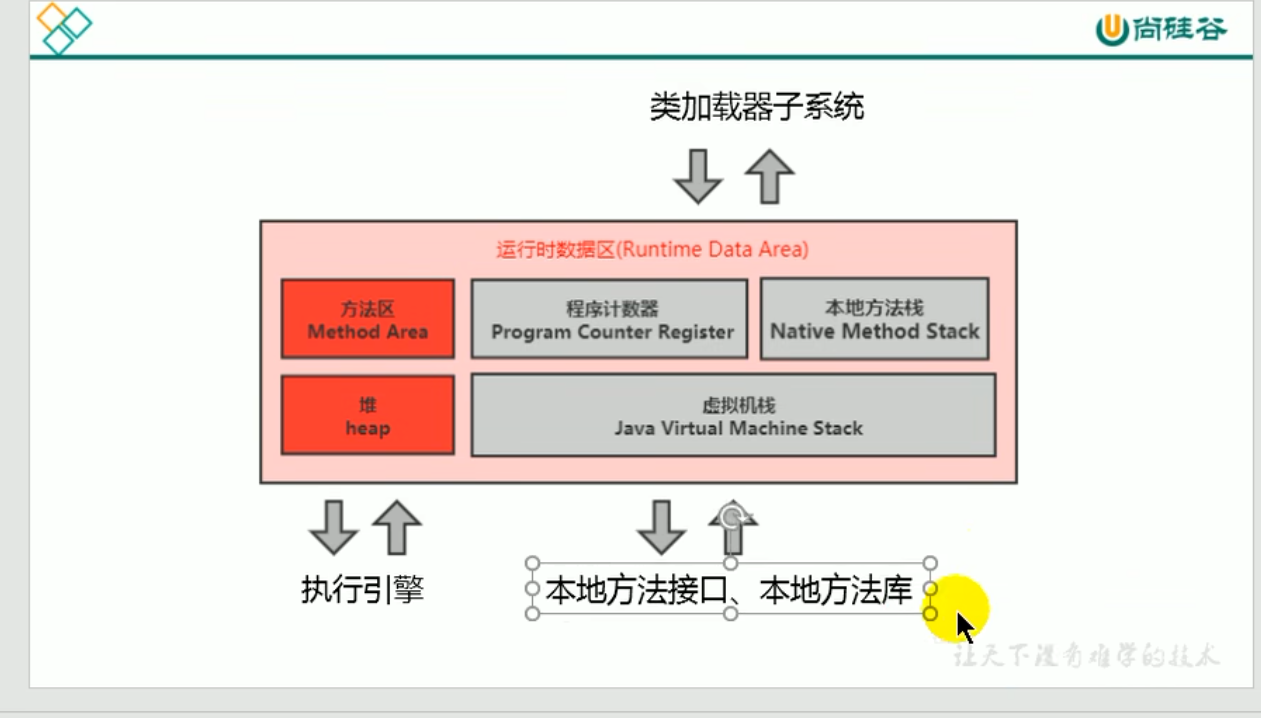 尚硅谷
类加载器子系统
运行时数据区(Runtime Data Area)
方法区
Method Area
程序计数器
Program Counter Register
本地方法栈
Native Method Stack
堆
heap
虚拟机栈
Java Virtual Machine Stack
执行引擎
本地方法接口、本地方法库
让天下没有难学的技术